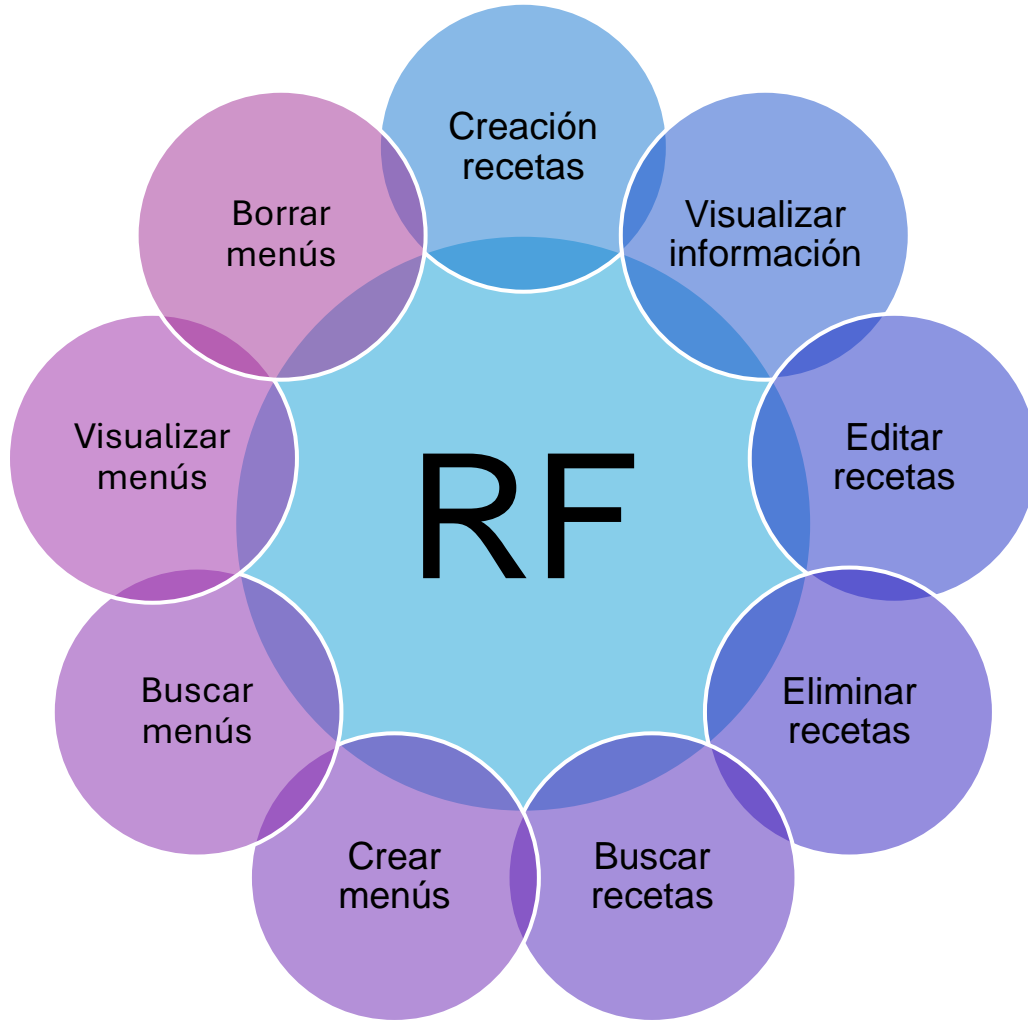 Creación
recetas
Visualizar
información
Editar
recetas
Eliminar
recetas
Buscar
recetas
Crear
menús
Buscar
menús
Visualizar
menús
Borrar
menús
RF